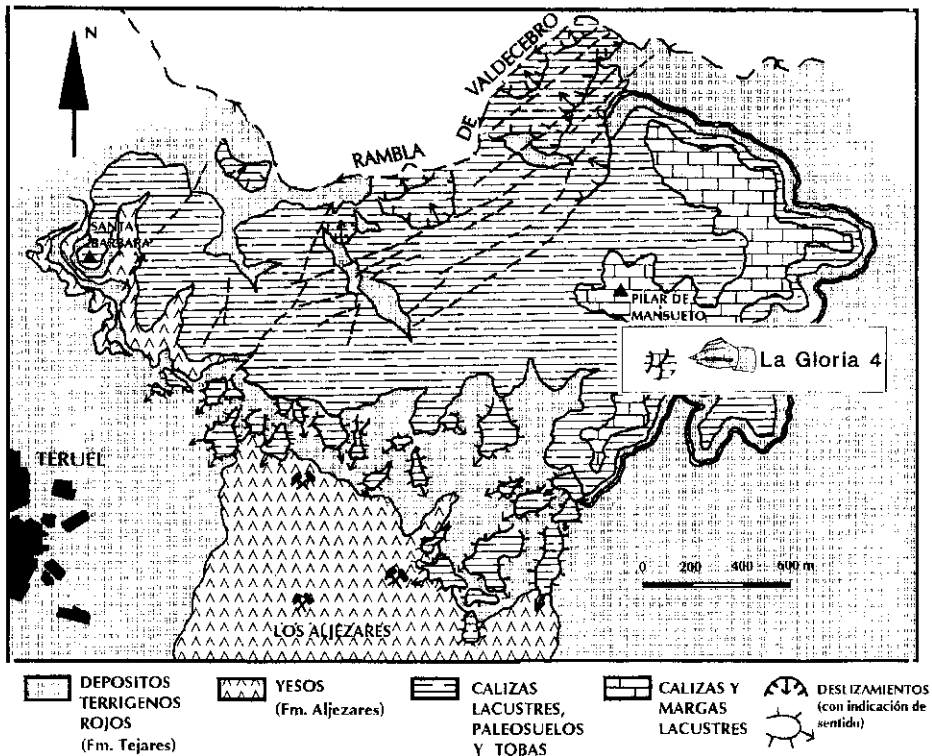 N
RAMBLA DE VALDECEBRO
SANTA
BARBARA
PILAR DE
MANSUETO
La Gloria 4
TERUEL
0 200 400 600 m
LOS ALJEZARES
DEPOSITOS
TERRIGENOS
ROJOS
(Fm. Tejares)
YESOS
(Fm. Aljezares)
CALIZAS
LACUSTRES,
PALEOSUELOS
Y TOBAS
CALIZAS Y
MARGAS
LACUSTRES
DESLIZAMIENTOS
(con indicación de
sentido)